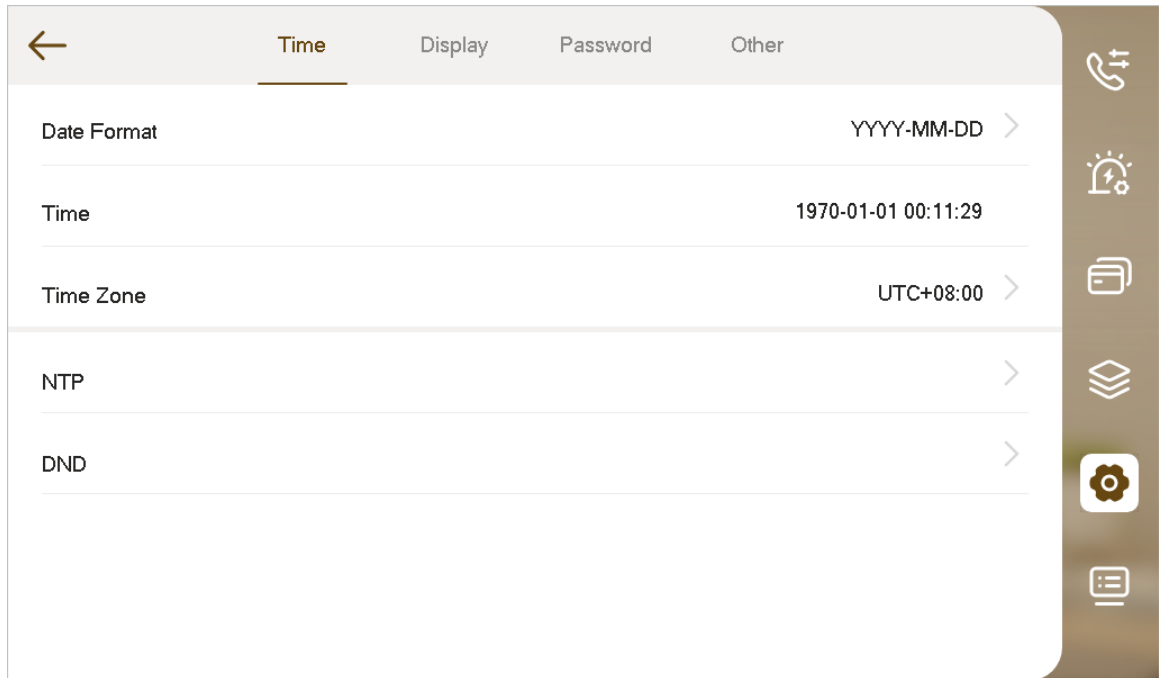 Time Display Password Other
Date Format YYYY-MM-DD
Time 1970-01-01 00:11:29
Time Zone UTC+08:00
NTP
DND